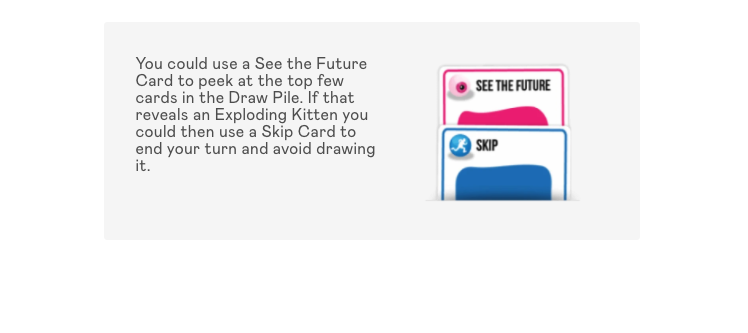 You could use a See the Future
Card to peek at the top few
cards in the Draw Pile. If that
reveals an Exploding Kitten you
could then use a Skip Card to
end your turn and avoid drawing
it.
SEE THE FUTURE
SKIP